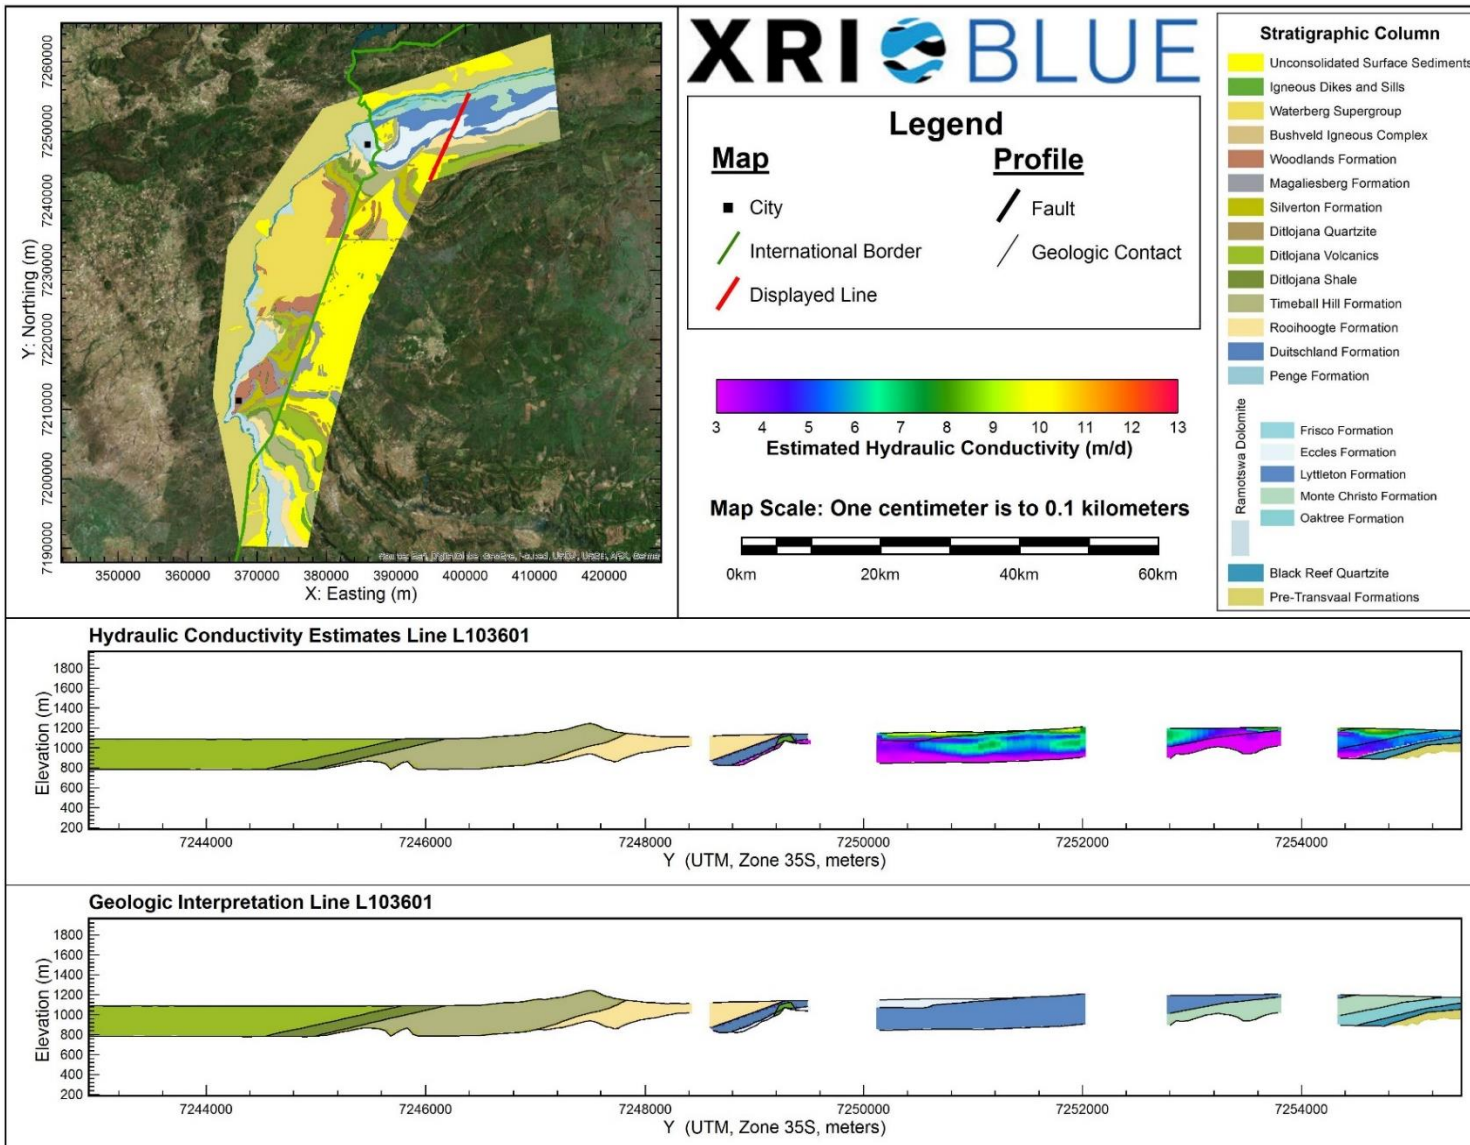 7260000
7250000
7240000
7230000
7220000
7210000
7200000
7190000
Y: Northing (m)
350000 360000 370000 380000 390000 400000 410000 420000
X: Easting (m)
XRI BLUE
Legend
Map
City
International Border
Displayed Line
Profile
Fault
Geologic Contact
3 4 5 6 7 8 9 10 11 12 13
Estimated Hydraulic Conductivity (m/d)
Map Scale: One centimeter is to 0.1 kilometers
0km 20km 40km 60km
Stratigraphic Column
Unconsolidated Surface Sediments
Igneous Dikes and Sills
Waterberg Supergroup
Bushveld Igneous Complex
Woodlands Formation
Magaliesberg Formation
Silverton Formation
Ditlojana Quartzite
Ditlojana Volcanics
Ditlojana Shale
Timeball Hill Formation
Rooihoogte Formation
Duitschland Formation
Penge Formation
Ramotswa Dolomite
Frisco Formation
Eccles Formation
Lyttleton Formation
Monte Christo Formation
Oaktree Formation
Black Reef Quartzite
Pre-Transvaal Formations
Hydraulic Conductivity Estimates Line L103601
Elevation (m)
1800
1600
1400
1200
1000
800
600
400
200
7244000 7246000 7248000 7250000 7252000 7254000
Y (UTM, Zone 35S, meters)
Geologic Interpretation Line L103601
Elevation (m)
1800
1600
1400
1200
1000
800
600
400
200
7244000 7246000 7248000 7250000 7252000 7254000
Y (UTM, Zone 35S, meters)